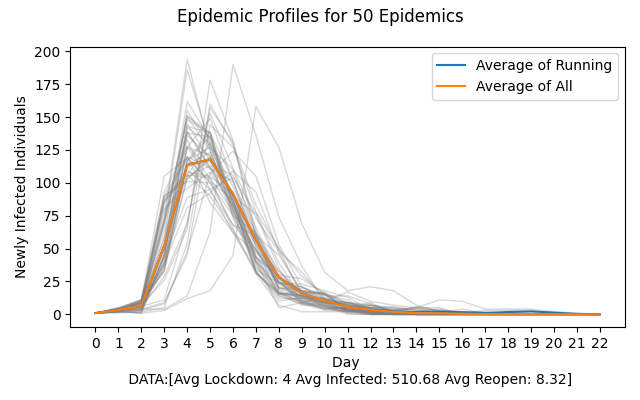 Epidemic Profiles for 50 Epidemics
Average of Running
Average of All
Newly Infected Individuals
200
175
150
125
100
75
50
25
0
0 1 2 3 4 5 6 7 8 9 10 11 12 13 14 15 16 17 18 19 20 21 22
Day
DATA:[Avg Lockdown: 4 Avg Infected: 510.68 Avg Reopen: 8.32]